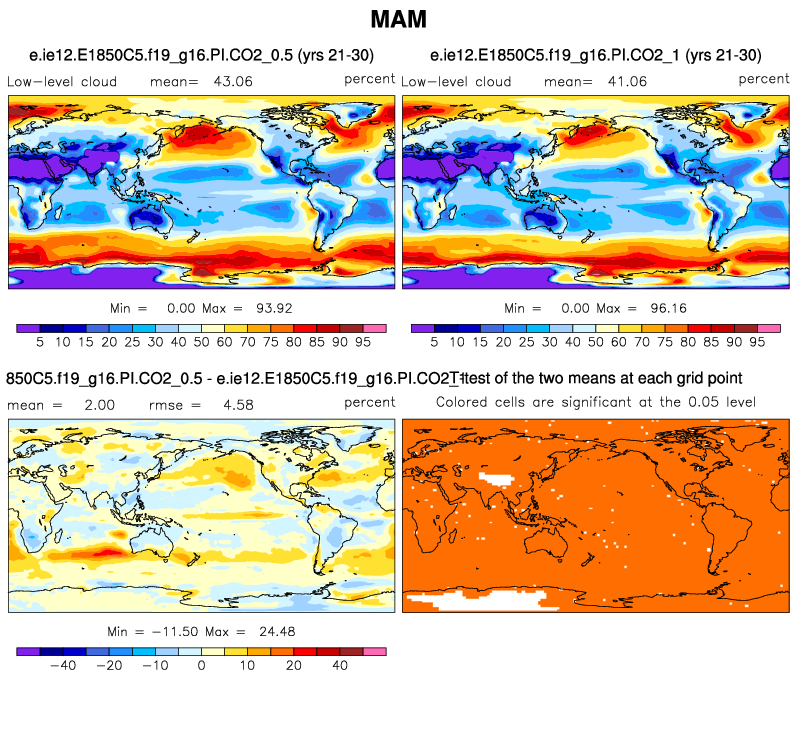 MAM
e.ie12.E1850C5.f19_g16.PI.CO2_0.5 (yrs 21-30)
e.ie12.E1850C5.f19_g16.PI.CO2_1 (yrs 21-30)
Low-level cloud mean= 43.06 percent
Low-level cloud mean= 41.06 percent
Min = 0.00 Max = 93.92
Min = 0.00 Max = 96.16
5 10 15 20 25 30 40 50 60 70 75 80 85 90 95
5 10 15 20 25 30 40 50 60 70 75 80 85 90 95
850C5.f19_g16.PI.CO2_0.5 - e.ie12.E1850C5.f19_g16.PI.CO2_1
T-test of the two means at each grid point
mean = 2.00 rmse = 4.58 percent
Colored cells are significant at the 0.05 level
Min = -11.50 Max = 24.48
-40 -20 -10 0 10 20 40